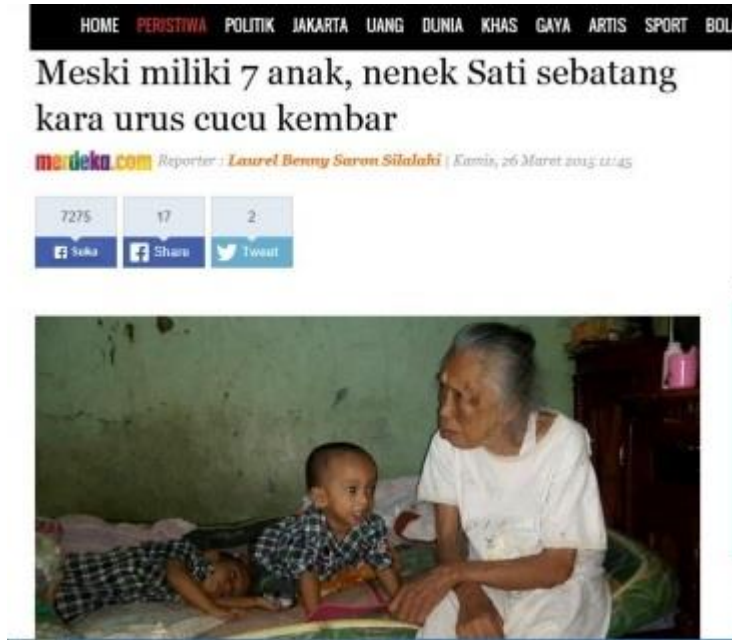 HOME PERISTIWA POLITIK JAKARTA UANG DUNIA KHAS GAYA ARTIS SPORT BOL
Meski miliki 7 anak, nenek Sati sebatang
kara urus cucu kembar
merdeka.com Reporter : Laurel Benny Saron Silalahi | Kamis, 26 Maret 2015 11:45
7275 17 2
Suka Share Tweet